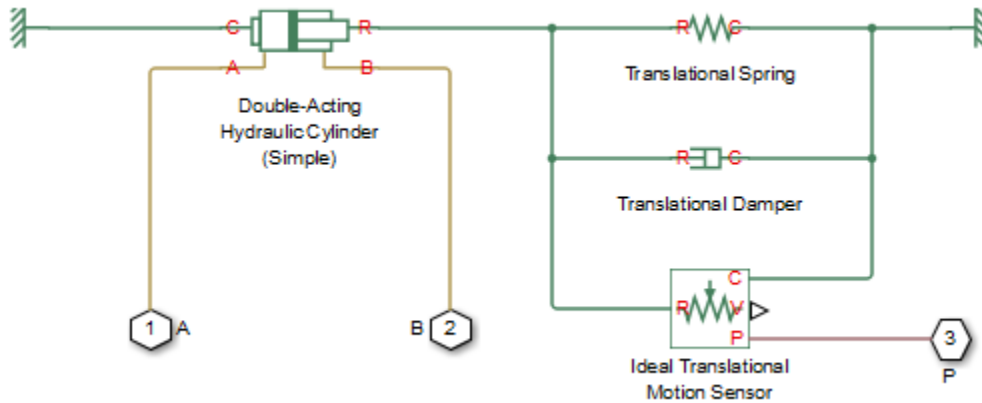 C
R
R
C
A
B
Translational Spring
Double-Acting
Hydraulic Cylinder
(Simple)
R
C
Translational Damper
C
R
V
P
1
A
B
2
3
P
Ideal Translational
Motion Sensor